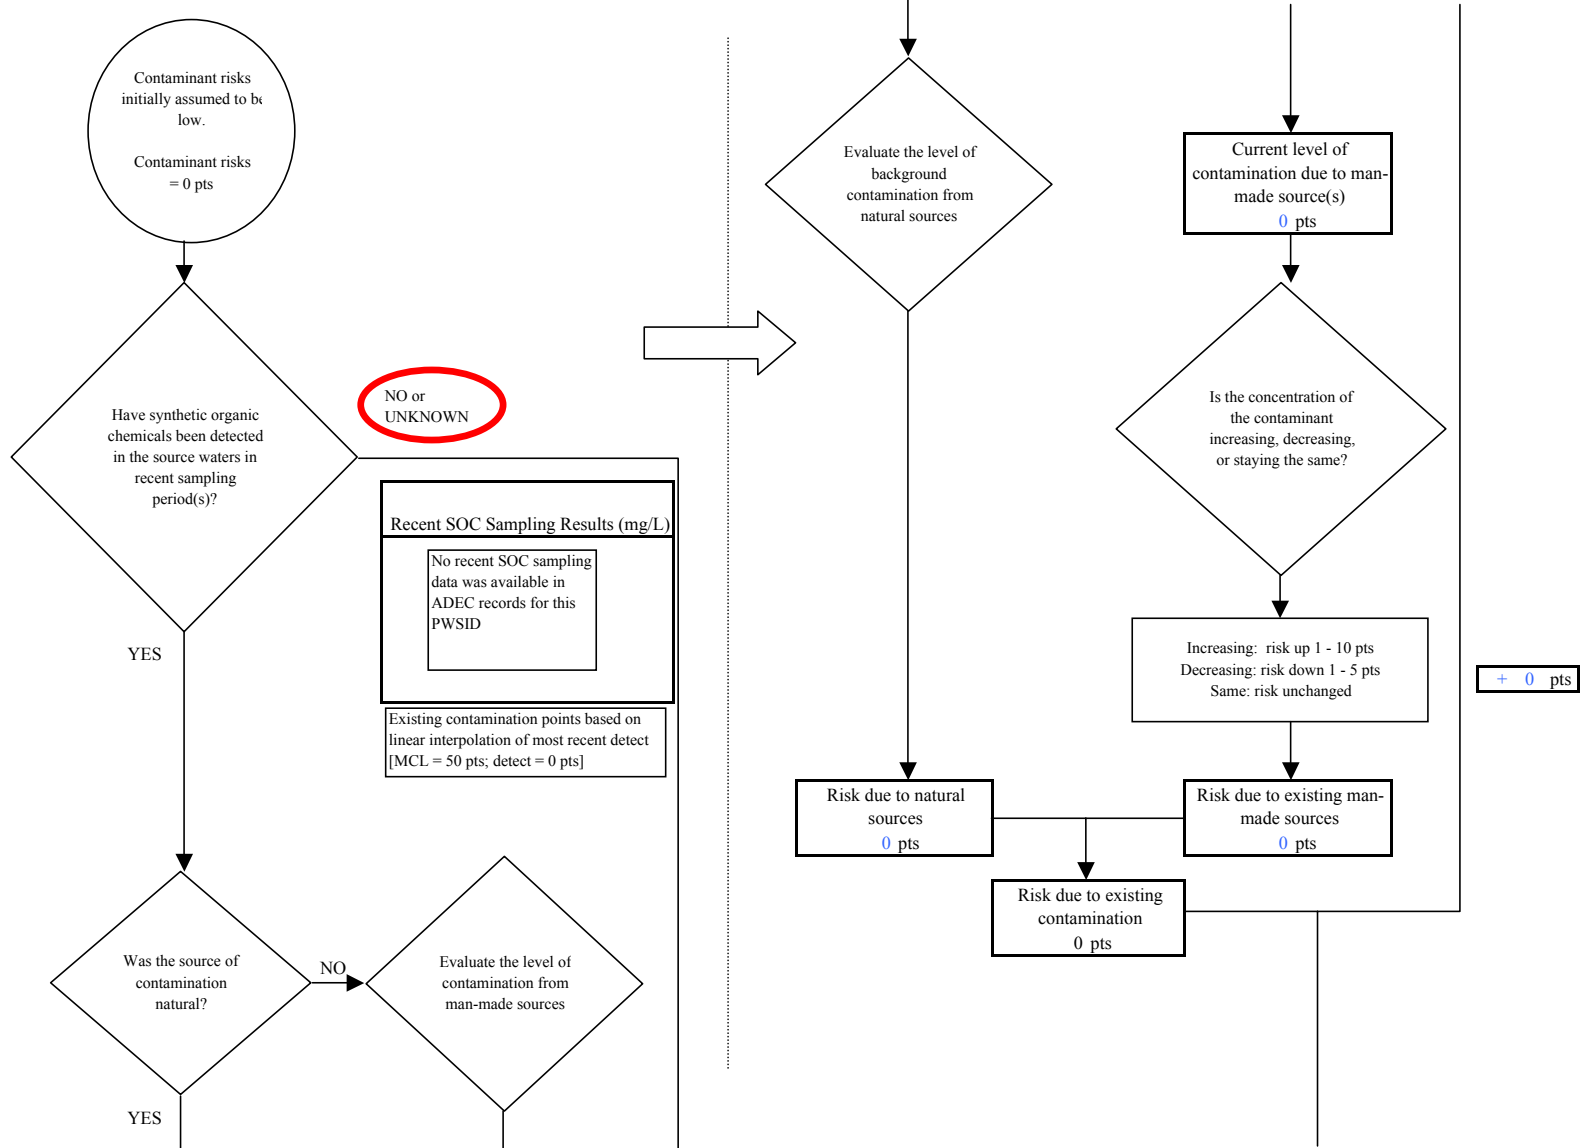 Contaminant risks
initially assumed to be
low.
Contaminant risks
= 0 pts
Have synthetic organic
chemicals been detected
in the source waters in
recent sampling
period(s)?
NO or
UNKNOWN
Recent SOC Sampling Results (mg/L)
No recent SOC sampling
data was available in
ADEC records for this
PWSID
YES
Existing contamination points based on
linear interpolation of most recent detect
[MCL = 50 pts; detect = 0 pts]
Was the source of
contamination
natural?
NO
Evaluate the level of
contamination from
man-made sources
YES
Evaluate the level of
background
contamination from
natural sources
Current level of
contamination due to man-
made source(s)
0 pts
Is the concentration of
the contaminant
increasing, decreasing,
or staying the same?
Increasing: risk up 1 - 10 pts
Decreasing: risk down 1 - 5 pts
Same: risk unchanged
+ 0 pts
Risk due to natural
sources
0 pts
Risk due to existing man-
made sources
0 pts
Risk due to existing
contamination
0 pts